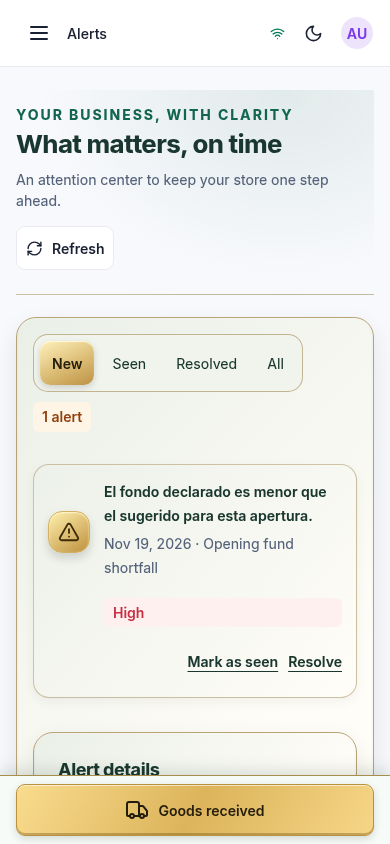 Alerts
AU
YOUR BUSINESS, WITH CLARITY
What matters, on time
An attention center to keep your store one step
ahead.
Refresh
New
Seen
Resolved
All
1 alert
El fondo declarado es menor que
el sugerido para esta apertura.
Nov 19, 2026 · Opening fund
shortfall
High
Mark as seen
Resolve
Alert details
Goods received